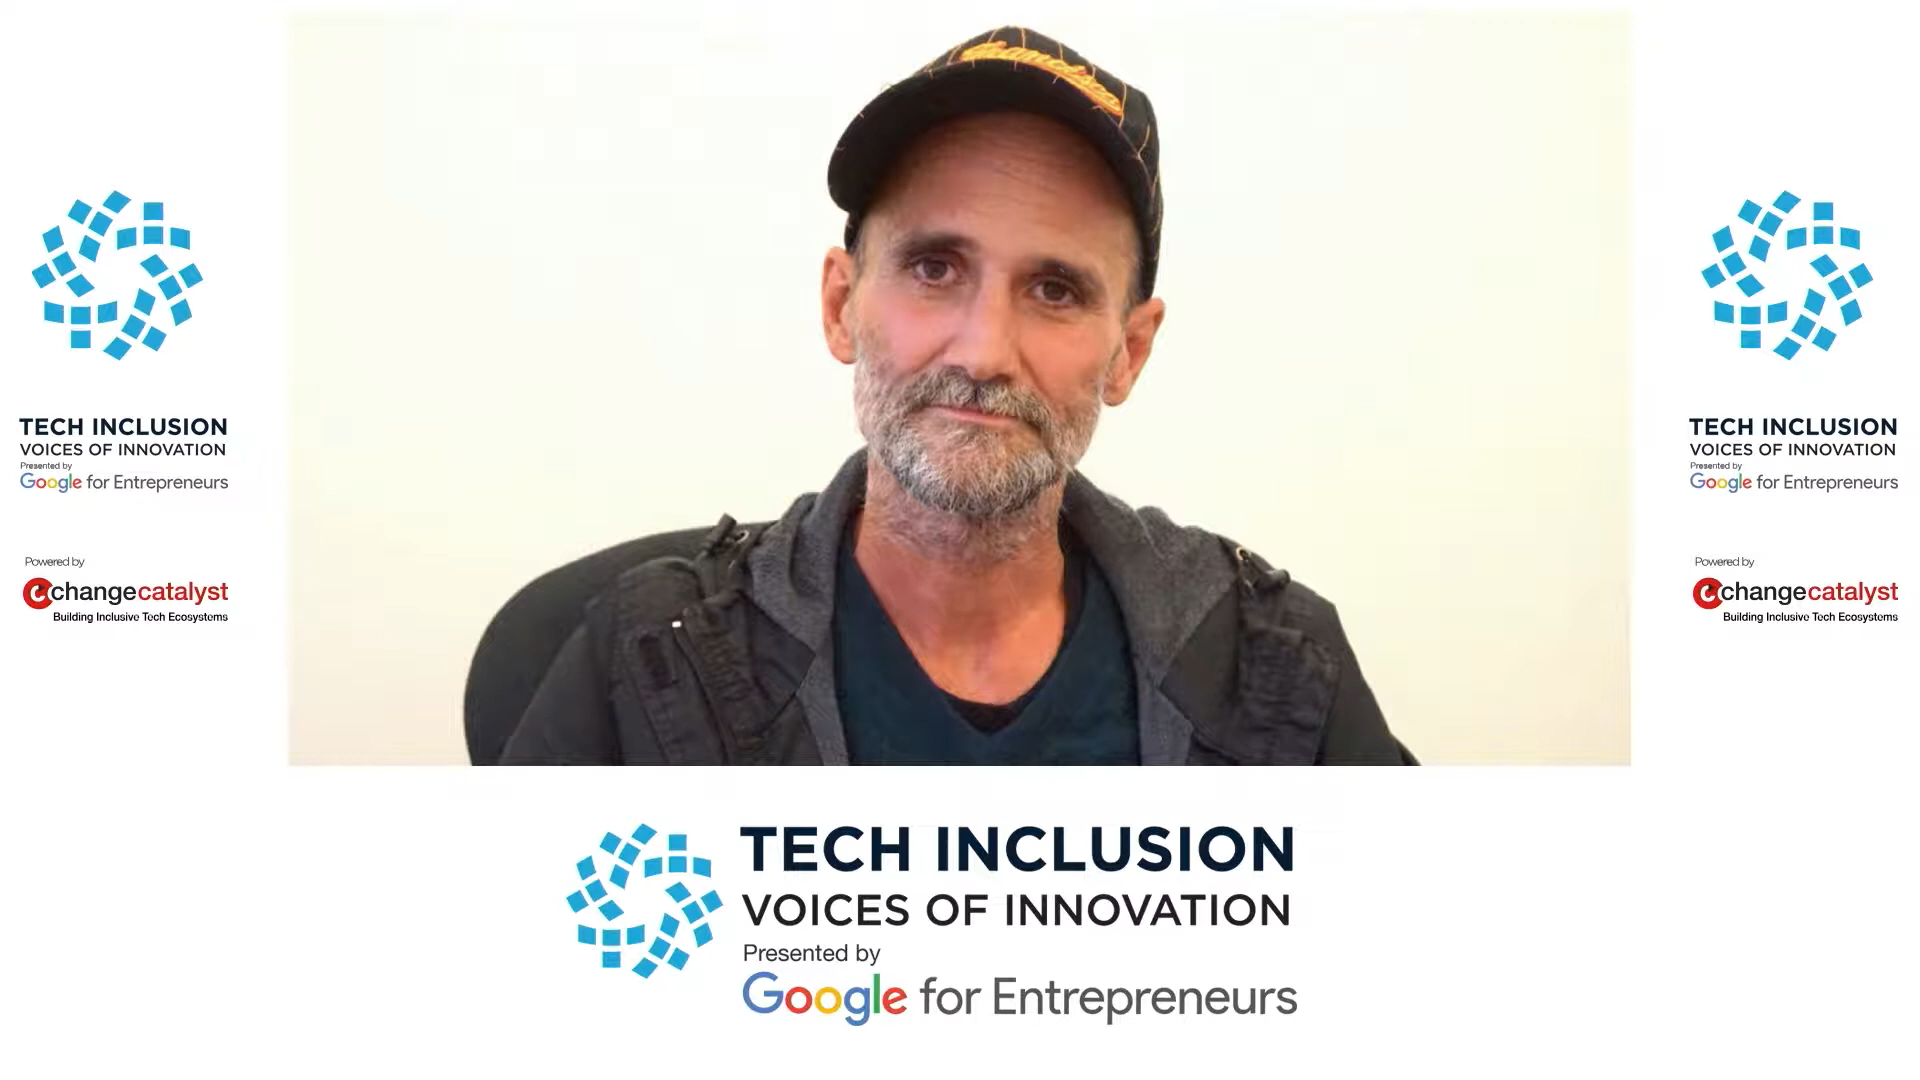 Francisco
TECH INCLUSION
VOICES OF INNOVATION
Presented by
Google for Entrepreneurs
Powered by
changecatalyst
Building Inclusive Tech Ecosystems
TECH INCLUSION
VOICES OF INNOVATION
Presented by
Google for Entrepreneurs
Powered by
changecatalyst
Building Inclusive Tech Ecosystems
TECH INCLUSION
VOICES OF INNOVATION
Presented by
Google for Entrepreneurs